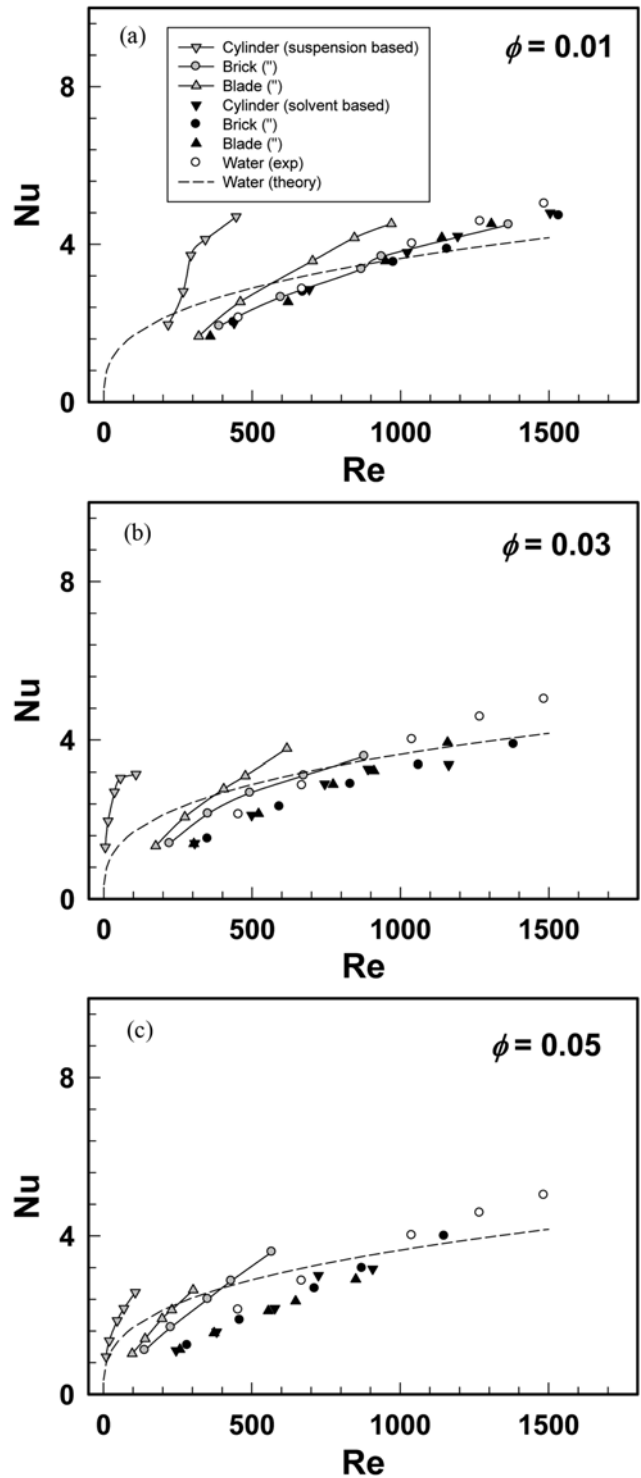 (a)
ϕ = 0.01
Cylinder (suspension based)
Brick (")
Blade (")
Cylinder (solvent based)
Brick (")
Blade (")
Water (exp)
Water (theory)
8
4
0
Nu
0 500 1000 1500
Re
(b)
ϕ = 0.03
8
4
0
Nu
0 500 1000 1500
Re
(c)
ϕ = 0.05
8
4
0
Nu
0 500 1000 1500
Re